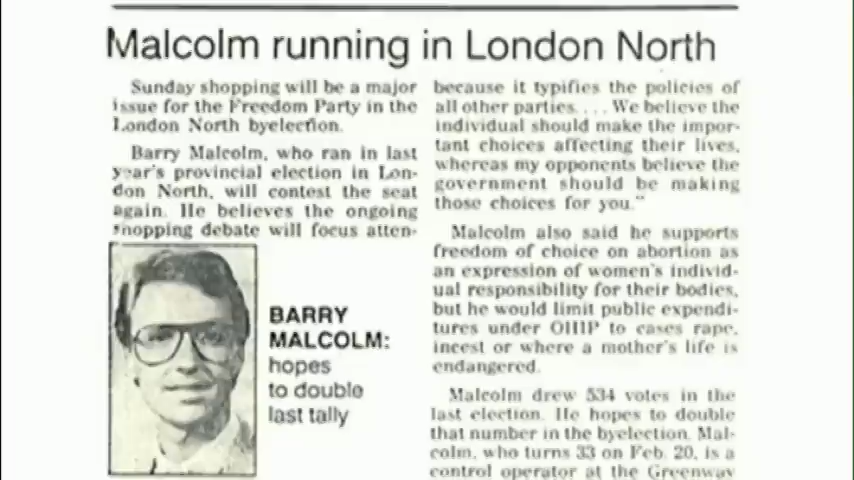 Malcolm running in London North
Sunday shopping will be a major
issue for the Freedom Party in the
London North byelection.
Barry Malcolm, who ran in last
year's provincial election in Lon-
don North, will contest the seat
again. He believes the ongoing
shopping debate will focus atten-
BARRY
MALCOLM:
hopes
to double
last tally
because it typifies the policies of
all other parties. . . . We believe the
individual should make the impor-
tant choices affecting their lives,
whereas my opponents believe the
government should be making
those choices for you."
Malcolm also said he supports
freedom of choice on abortion as
an expression of women's individ-
ual responsibility for their bodies,
but he would limit public expendi-
tures under OHIP to cases rape,
incest or where a mother's life is
endangered.
Malcolm drew 534 votes in the
last election. He hopes to double
that number in the byelection. Mal-
colm, who turns 33 on Feb. 20, is a
control operator at the Greenway